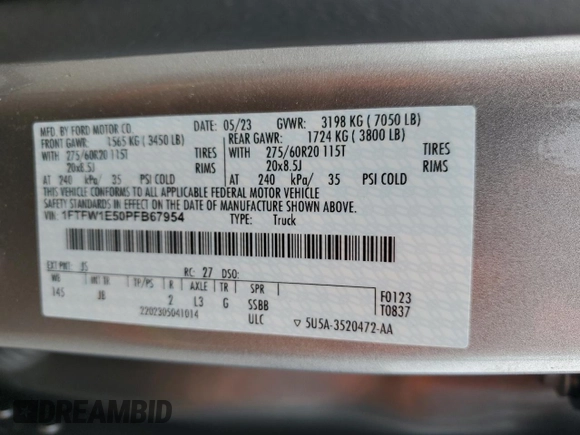 MFD. BY FORD MOTOR CO. DATE: 05/23 GVWR: 3198 KG ( 7050 LB)
FRONT GAWR: 1565 KG ( 3450 LB) REAR GAWR: 1724 KG ( 3800 LB)
WITH 275/60R20 115T TIRES WITH 275/60R20 115T TIRES
20x8.5J RIMS 20x8.5J RIMS
AT 240 kPa/ 35 PSI COLD AT 240 kPa/ 35 PSI COLD
THIS VEHICLE CONFORMS TO ALL APPLICABLE FEDERAL MOTOR VEHICLE
SAFETY STANDARDS IN EFFECT ON THE DATE OF MANUFACTURE SHOWN ABOVE.
VIN: 1FTFW1E50PFB67954 TYPE: Truck
EXT PNT: RC: 27 DSO:
WB INT TR TP/PS R AXLE TR SPR F0123
145 JB 2 L3 G SSBB T0837
2202305041014 ULC 5U5A-3520472-AA
DREAMBID